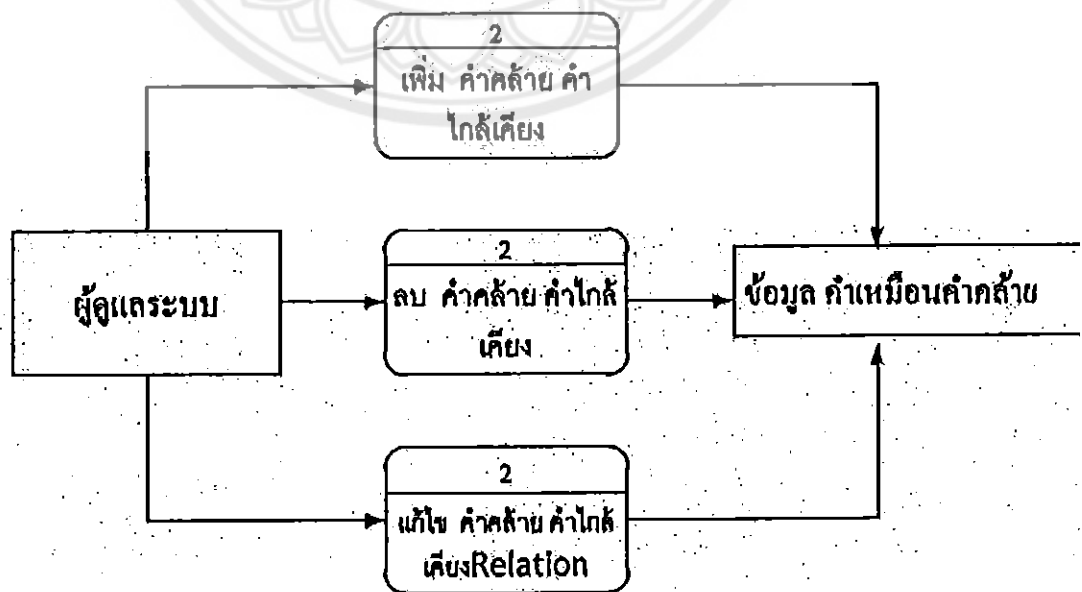 2
เพิ่ม คำคล้าย คำ
ใกล้เคียง
ผู้ดูแลระบบ
2
ลบ คำคล้าย คำใกล้
เคียง
ข้อมูล คำเหมือนคำคล้าย
2
แก้ไข คำคล้าย คำใกล้
เคียงRelation